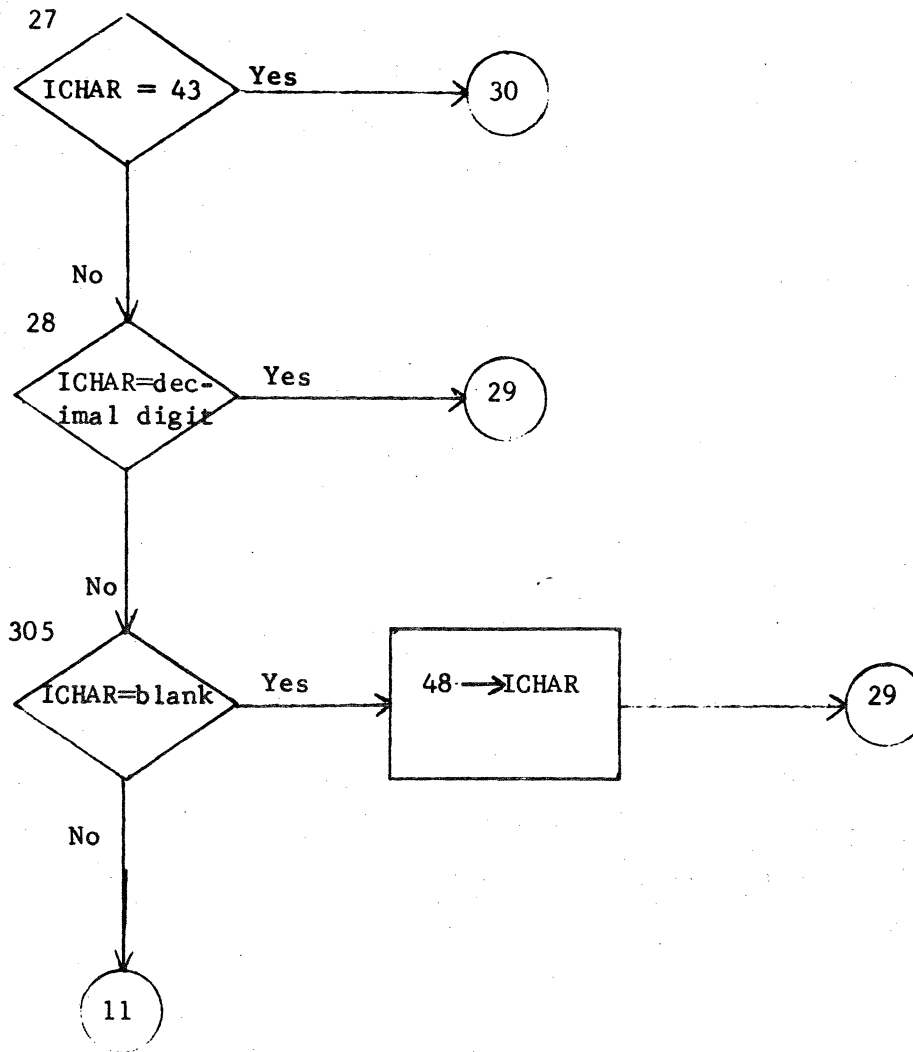 27
ICHAR = 43
Yes
30
No
28
ICHAR=dec-
imal digit
Yes
29
No
305
ICHAR=blank
Yes
48→ICHAR
29
No
11